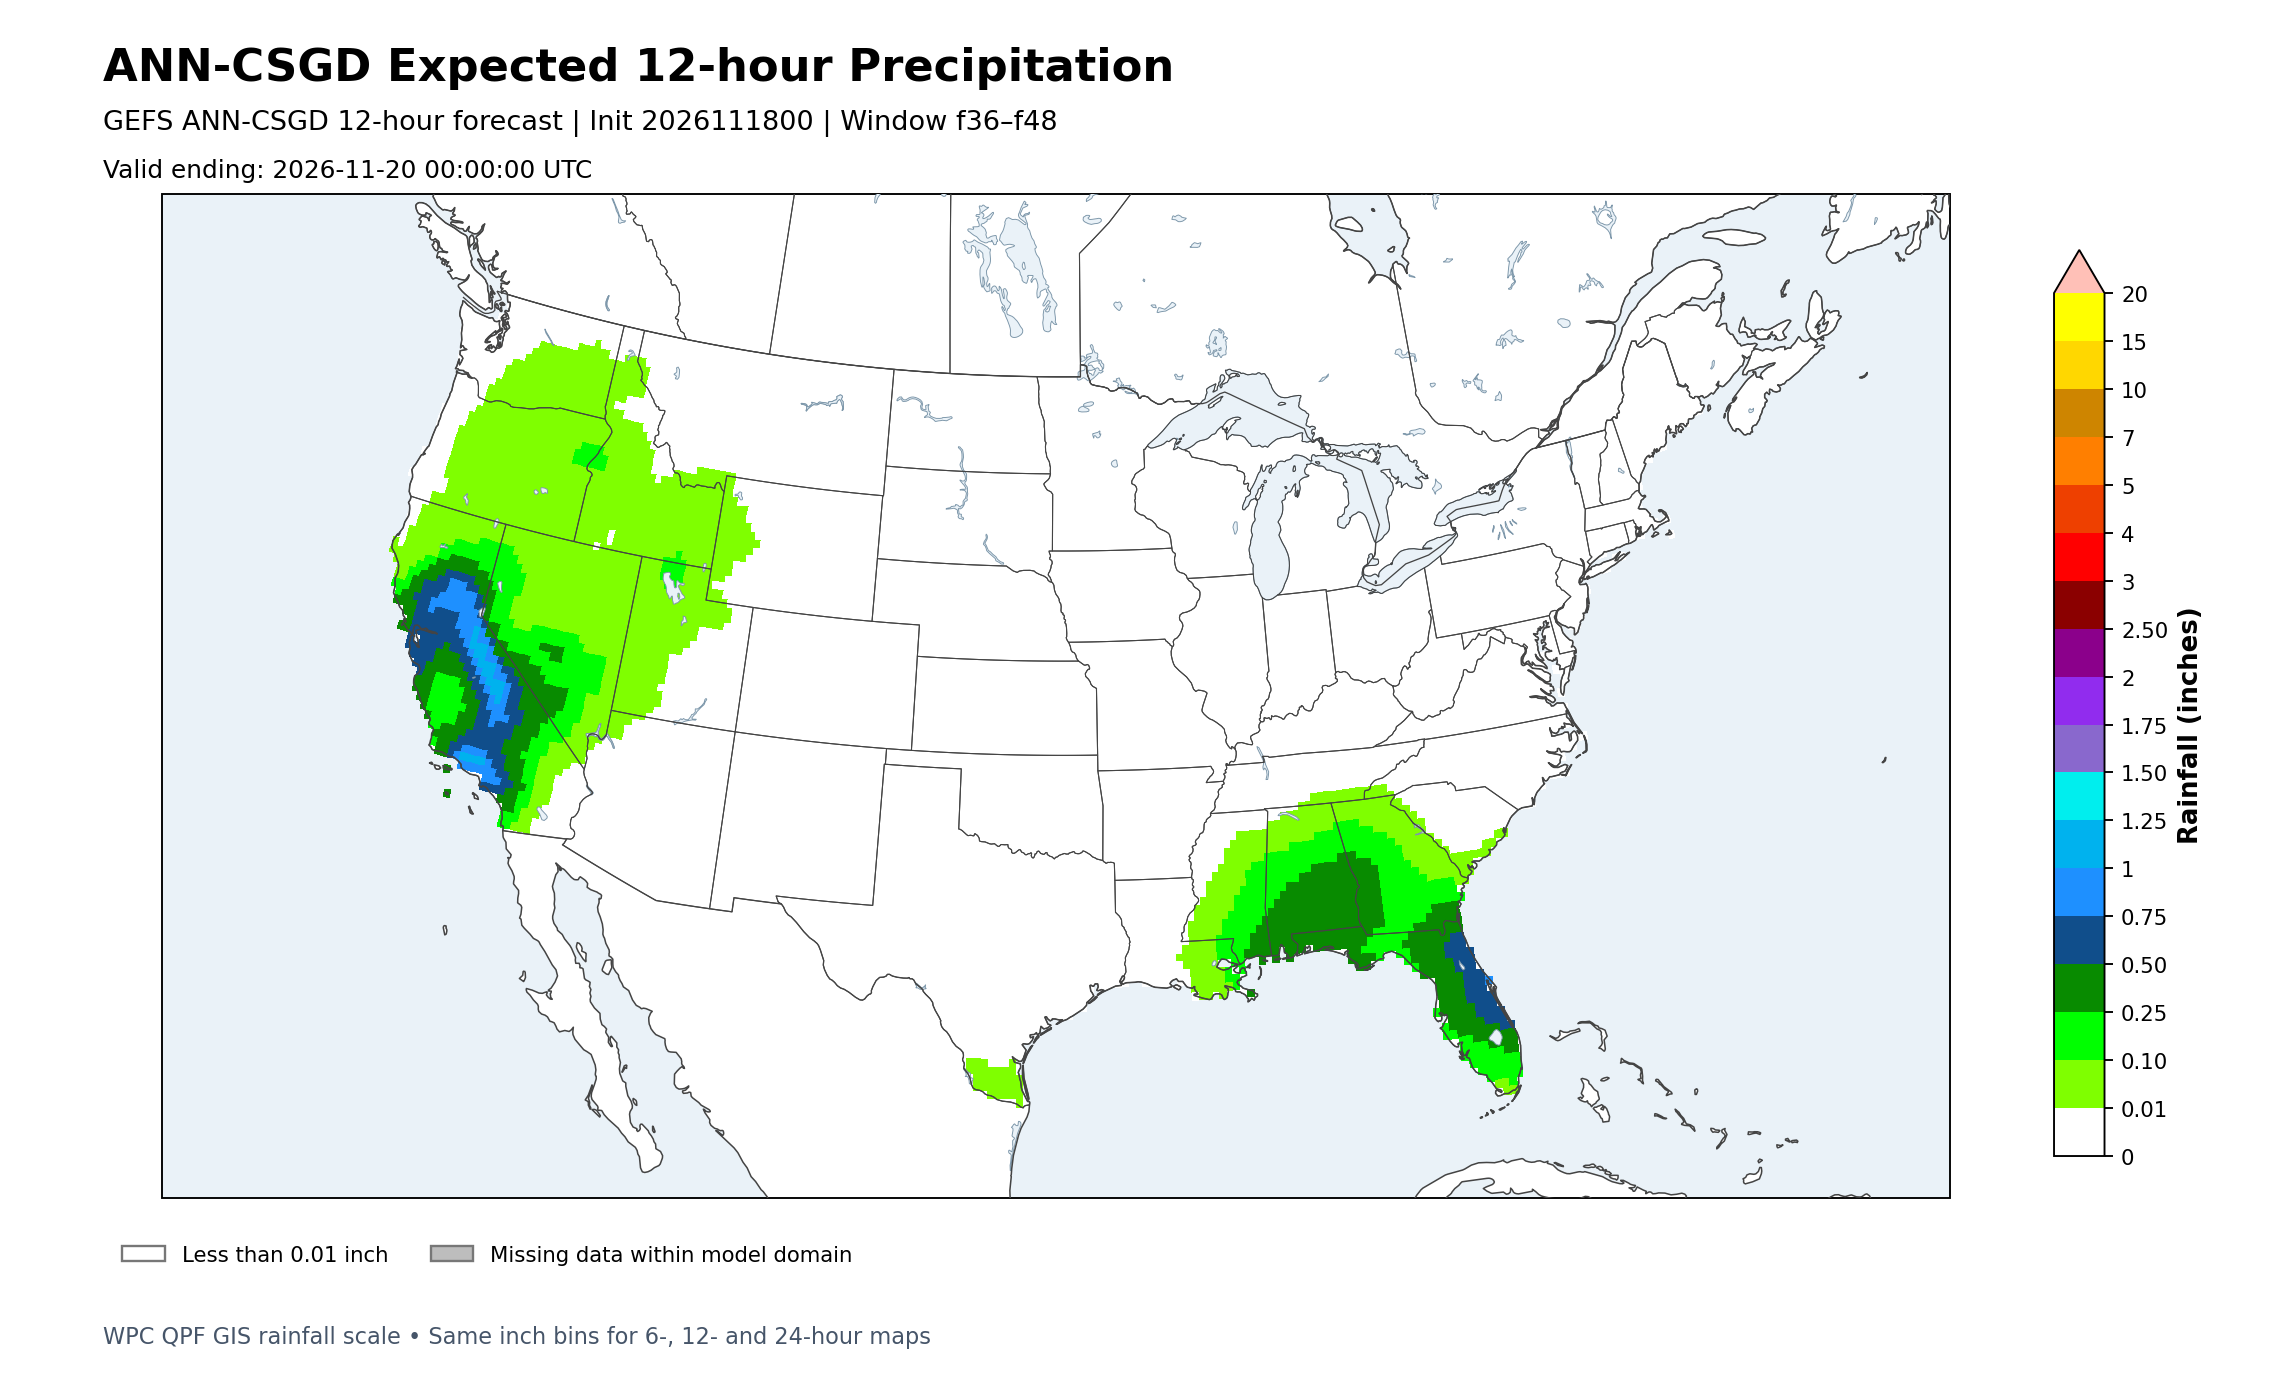 ANN-CSGD Expected 12-hour Precipitation
GEFS ANN-CSGD 12-hour forecast | Init 2026111800 | Window f36–f48
Valid ending: 2026-11-20 00:00:00 UTC
20
15
10
7
5
4
3
2.50
2
1.75
1.50
1.25
1
0.75
0.50
0.25
0.10
0.01
0
Rainfall (inches)
Less than 0.01 inch
Missing data within model domain
WPC QPF GIS rainfall scale • Same inch bins for 6-, 12- and 24-hour maps